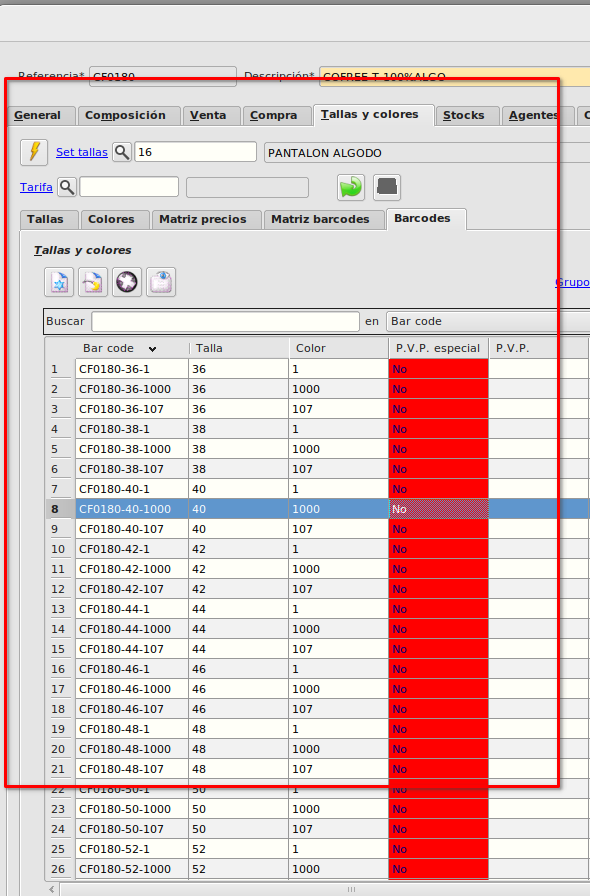 Referencia* CF0180 Descripción* COFREE T 100%ALGO
General Composición Venta Compra Tallas y colores Stocks Agentes
Set tallas 16 PANTALON ALGODO
Tarifa
Tallas Colores Matriz precios Matriz barcodes Barcodes
Tallas y colores
Grupo
Buscar en Bar code
Bar code Talla Color P.V.P. especial P.V.P.
1 CF0180-36-1 36 1 No
2 CF0180-36-1000 36 1000 No
3 CF0180-36-107 36 107 No
4 CF0180-38-1 38 1 No
5 CF0180-38-1000 38 1000 No
6 CF0180-38-107 38 107 No
7 CF0180-40-1 40 1 No
8 CF0180-40-1000 40 1000 No
9 CF0180-40-107 40 107 No
10 CF0180-42-1 42 1 No
11 CF0180-42-1000 42 1000 No
12 CF0180-42-107 42 107 No
13 CF0180-44-1 44 1 No
14 CF0180-44-1000 44 1000 No
15 CF0180-44-107 44 107 No
16 CF0180-46-1 46 1 No
17 CF0180-46-1000 46 1000 No
18 CF0180-46-107 46 107 No
19 CF0180-48-1 48 1 No
20 CF0180-48-1000 48 1000 No
21 CF0180-48-107 48 107 No
22 CF0180-50-1 50 1 No
23 CF0180-50-1000 50 1000 No
24 CF0180-50-107 50 107 No
25 CF0180-52-1 52 1 No
26 CF0180-52-1000 52 1000 No